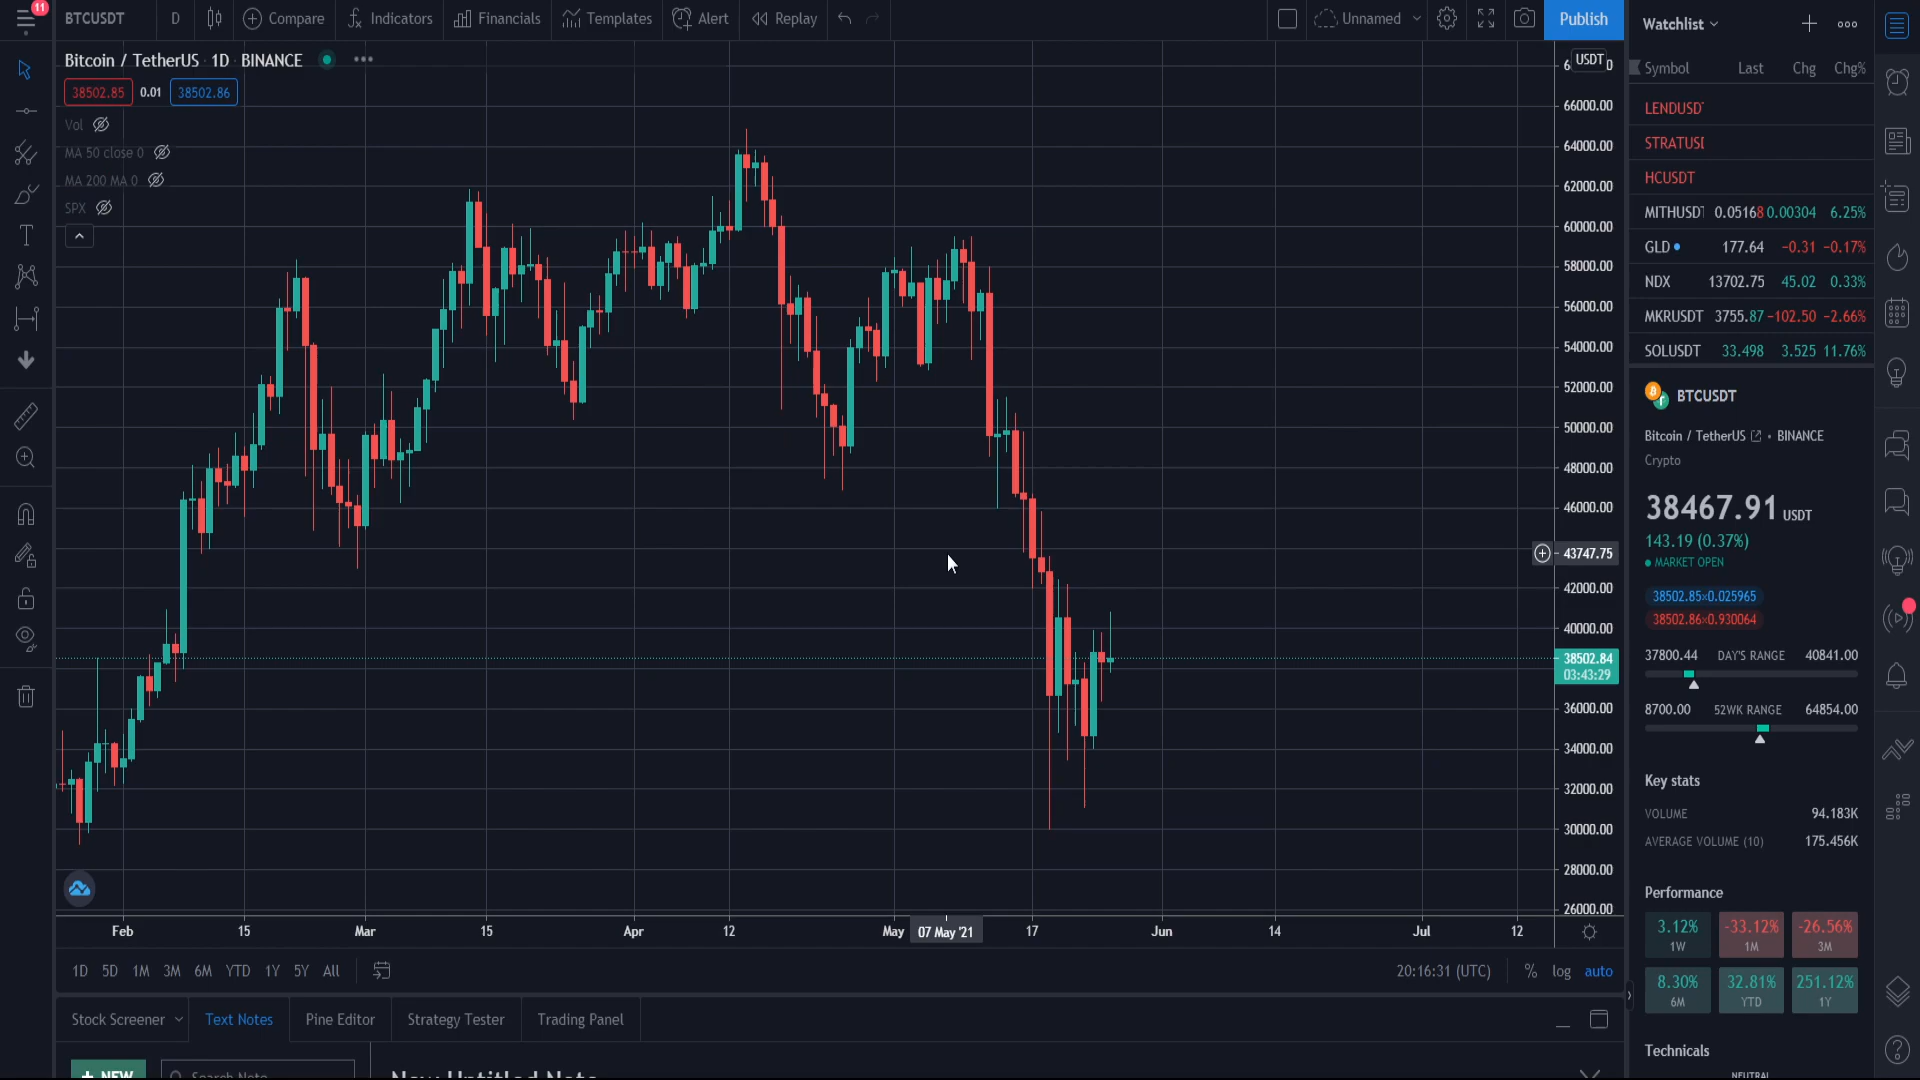 11
BTCUSDT D Compare Indicators Financials Templates Alert Replay Unnamed Publish
Bitcoin / TetherUS · 1D · BINANCE
38502.85 0.01 38502.86
Vol
MA 50 close 0
MA 200 MA 0
SPX
USDT
66000.00
64000.00
62000.00
60000.00
58000.00
56000.00
54000.00
52000.00
50000.00
48000.00
46000.00
43747.75
42000.00
40000.00
38502.84
03:43:29
36000.00
34000.00
32000.00
30000.00
28000.00
26000.00
Feb 15 Mar 15 Apr 12 May 07 May '21 17 Jun 14 Jul 12
1D 5D 1M 3M 6M YTD 1Y 5Y All 20:16:31 (UTC) % log auto
Stock Screener Text Notes Pine Editor Strategy Tester Trading Panel
+ NEW Search Note New Untitled Note
Watchlist
Symbol Last Chg Chg%
LENDUSD
STRATUS
HCUSDT
MITHUSDT 0.05168 0.00304 6.25%
GLD 177.64 −0.31 −0.17%
NDX 13702.75 45.02 0.33%
MKRUSDT 3755.87 −102.50 −2.66%
SOLUSDT 33.498 3.525 11.76%
BTCUSDT
Bitcoin / TetherUS • BINANCE
Crypto
38467.91 USDT
143.19 (0.37%)
MARKET OPEN
38502.85×0.025965
38502.86×0.930064
37800.44 DAY'S RANGE 40841.00
8700.00 52WK RANGE 64854.00
Key stats
VOLUME 94.183K
AVERAGE VOLUME (10) 175.456K
Performance
3.12% -33.12% -26.56%
1W 1M 3M
8.30% 32.81% 251.12%
6M YTD 1Y
Technicals
NEUTRAL